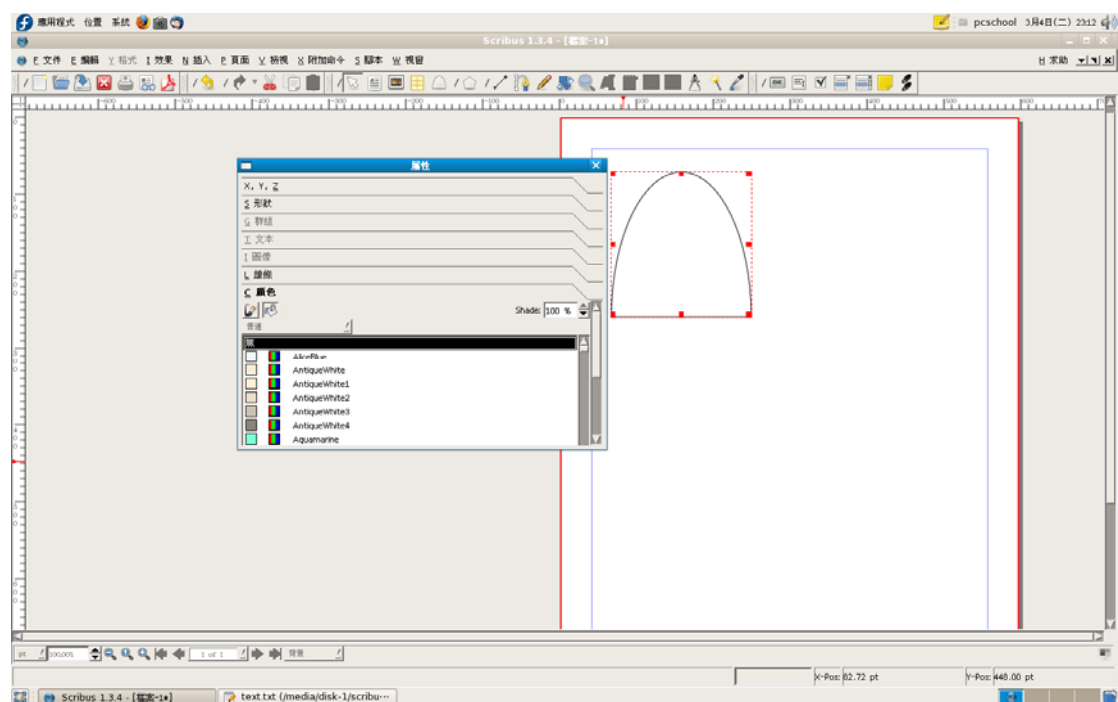 應用程式 位置 系統 pcschool 3月4日(二) 23:12
Scribus 1.3.4 - [檔案-1*]
F 文件 E 編輯 Y 格式 I 效果 N 插入 P 頁面 V 檢視 X 附加命令 S 腳本 W 視窗 H 求助
屬性
X, Y, Z
S 形狀
G 群組
T 文本
I 圖像
L 線條
C 顏色
Shade: 100 %
普通
無
AliceBlue
AntiqueWhite
AntiqueWhite1
AntiqueWhite2
AntiqueWhite3
AntiqueWhite4
Aquamarine
pt 1 of 1 背景
X-Pos: 82.72 pt Y-Pos: 448.00 pt
Scribus 1.3.4 - [檔案-1*] text.txt (/media/disk-1/scribu⋯